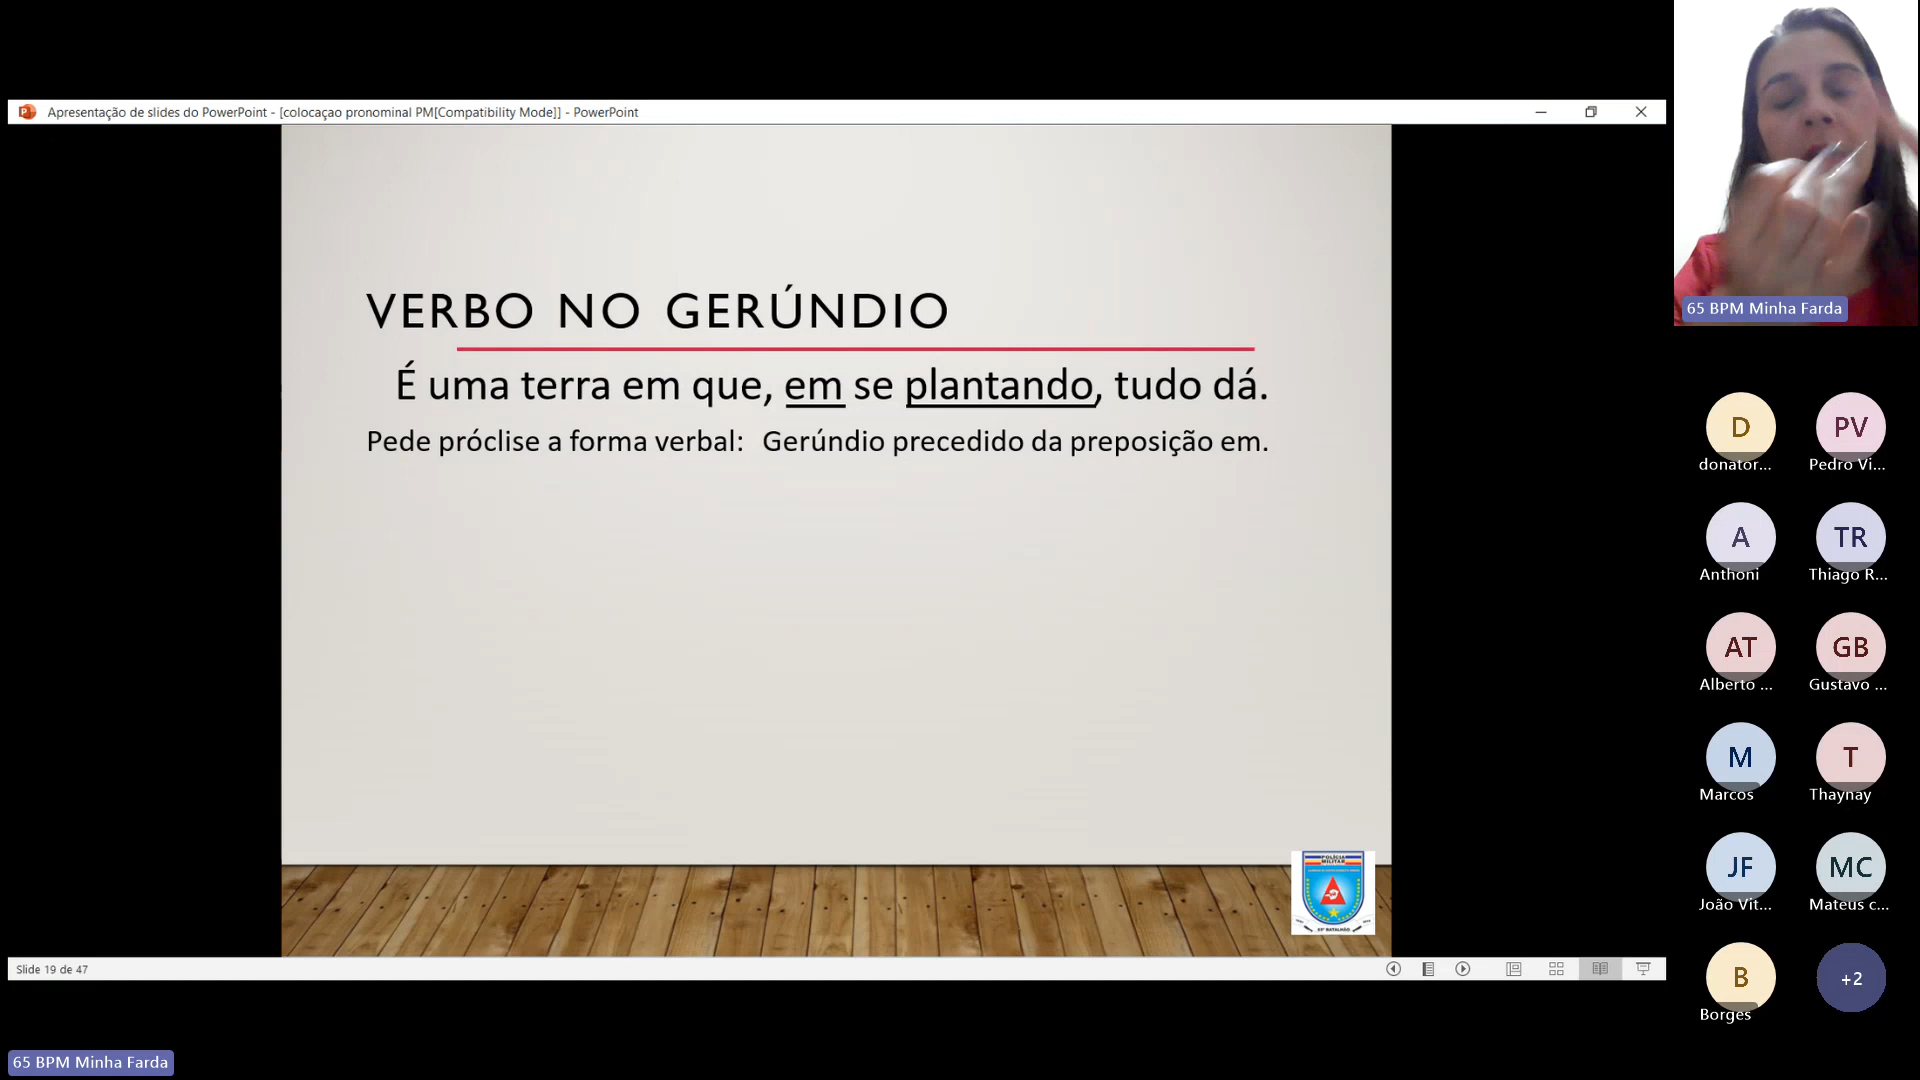 Apresentação de slides do PowerPoint - [colocaçao pronominal PM[Compatibility Mode]] - PowerPoint
VERBO NO GERÚNDIO
É uma terra em que, em se plantando, tudo dá.
Pede próclise a forma verbal: Gerúndio precedido da preposição em.
POLÍCIA
MILITAR
Slide 19 de 47
65 BPM Minha Farda
65 BPM Minha Farda
D
donator...
PV
Pedro Vi...
A
Anthoni
TR
Thiago R...
AT
Alberto ...
GB
Gustavo ...
M
Marcos
T
Thaynay
JF
João Vit...
MC
Mateus c...
B
Borges
+2